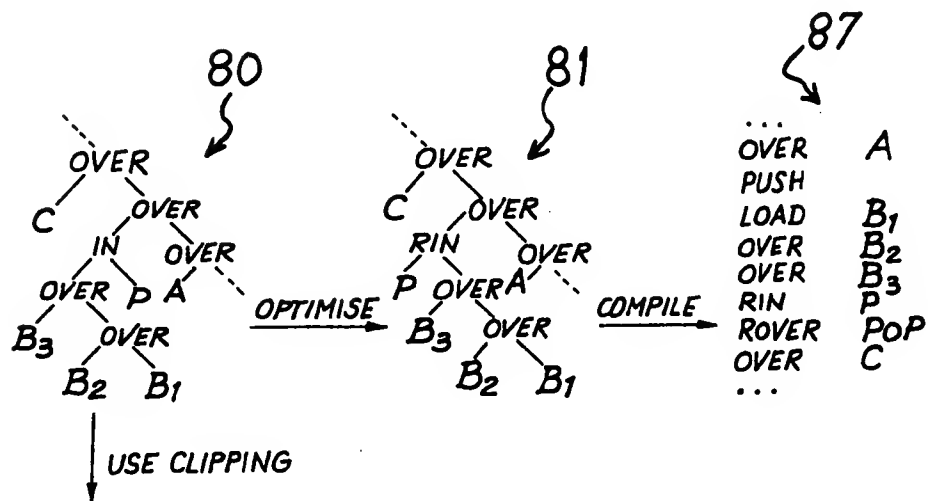 80
81
87
OVER
C
OVER
IN
OVER
OVER
P
A
B3
OVER
B2
B1
OPTIMISE
OVER
C
OVER
RIN
OVER
P
OVER
A
B3
OVER
B2
B1
COMPILE
...
OVER A
PUSH
LOAD B1
OVER B2
OVER B3
RIN P
ROVER POP
OVER C
...
USE CLIPPING